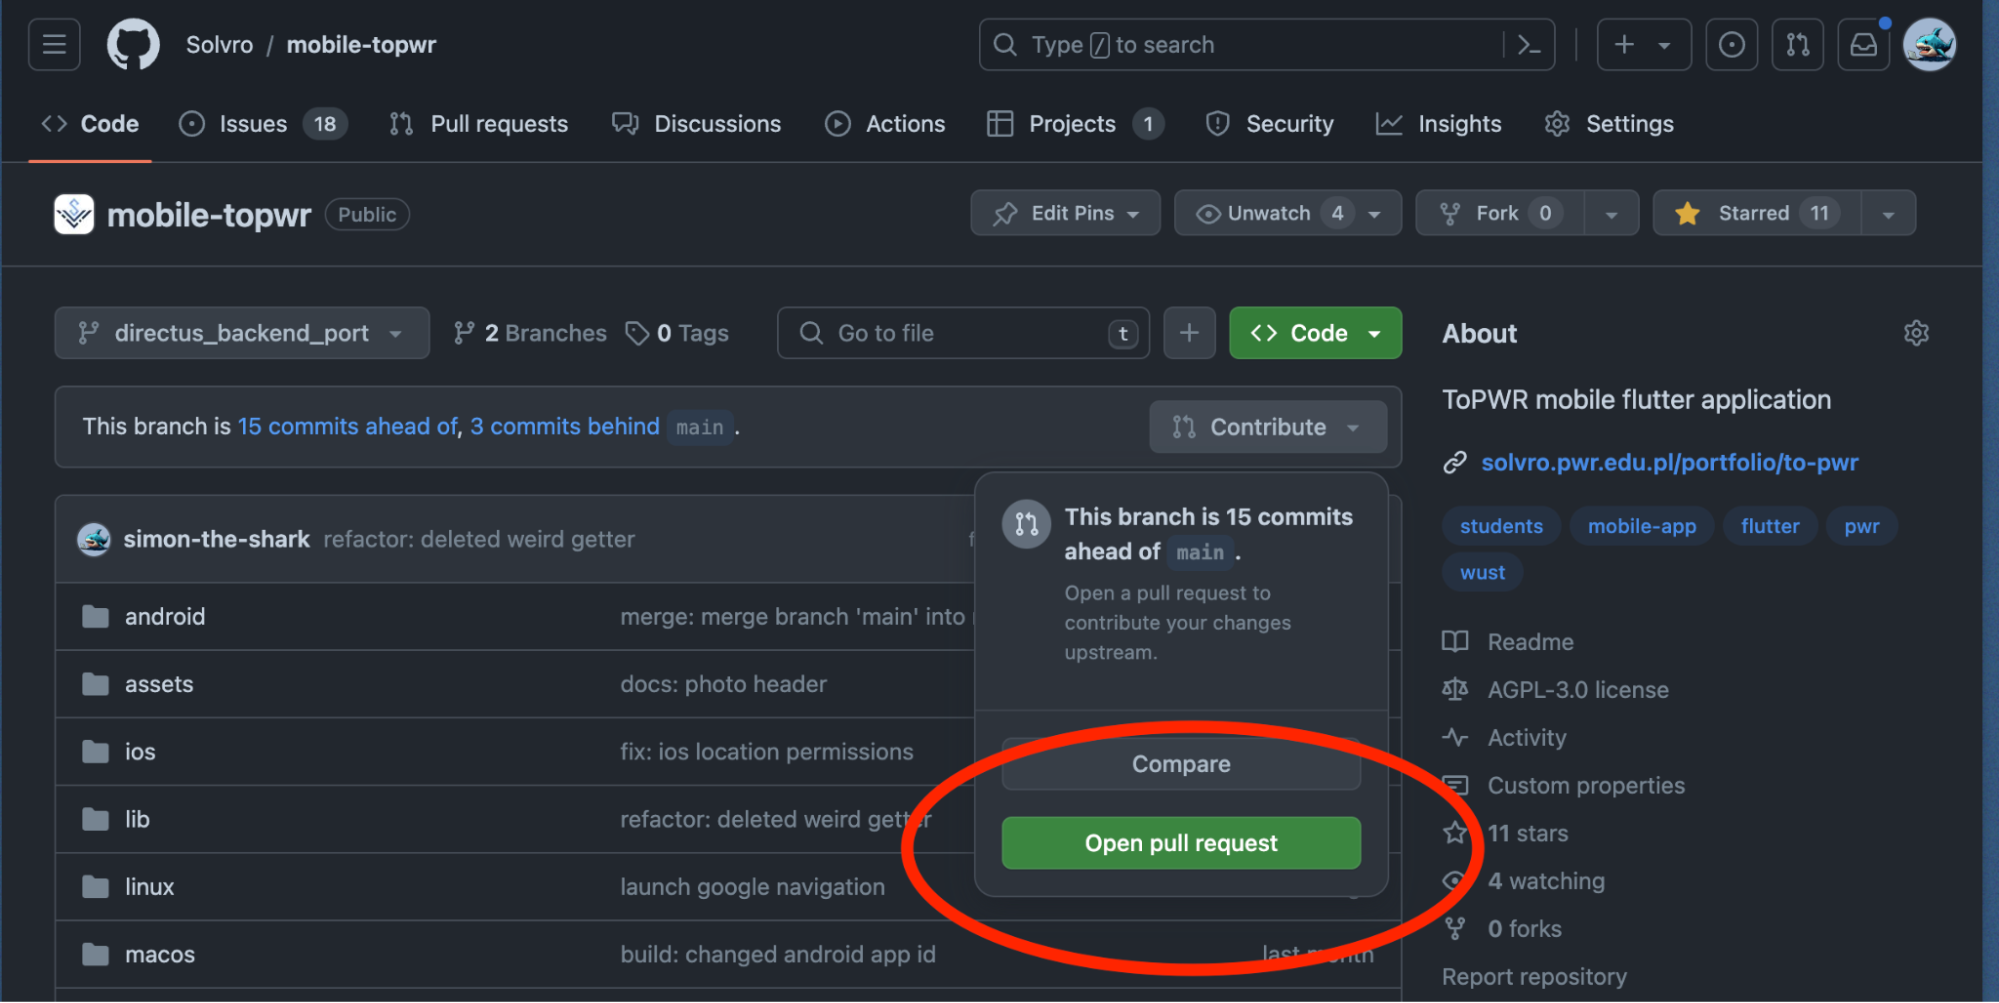 Solvro / mobile-topwr
Type / to search
Code
Issues 18
Pull requests
Discussions
Actions
Projects 1
Security
Insights
Settings
mobile-topwr Public
Edit Pins
Unwatch 4
Fork 0
Starred 11
directus_backend_port
2 Branches
0 Tags
Go to file t
Code
This branch is 15 commits ahead of, 3 commits behind main .
Contribute
This branch is 15 commits
ahead of main .
Open a pull request to
contribute your changes
upstream.
Compare
Open pull request
simon-the-shark refactor: deleted weird getter
android merge: merge branch 'main' into
assets docs: photo header
ios fix: ios location permissions
lib refactor: deleted weird getter
linux launch google navigation
macos build: changed android app id last month
About
ToPWR mobile flutter application
solvro.pwr.edu.pl/portfolio/to-pwr
students mobile-app flutter pwr
wust
Readme
AGPL-3.0 license
Activity
Custom properties
11 stars
4 watching
0 forks
Report repository